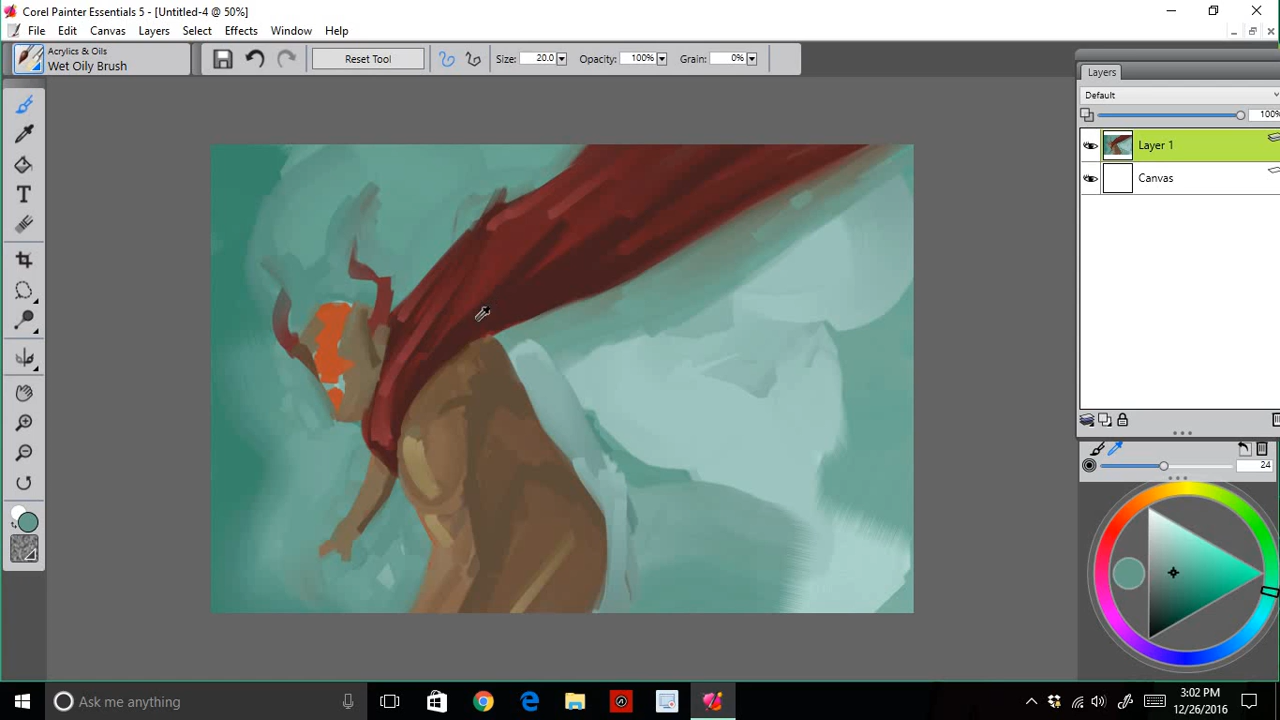 Corel Painter Essentials 5 - [Untitled-4 @ 50%]
File Edit Canvas Layers Select Effects Window Help
Acrylics & Oils
Wet Oily Brush
Reset Tool
Size: 20.0
Opacity: 100%
Grain: 0%
Layers
Default
100%
Layer 1
Canvas
24
T
Ask me anything
3:02 PM
12/26/2016